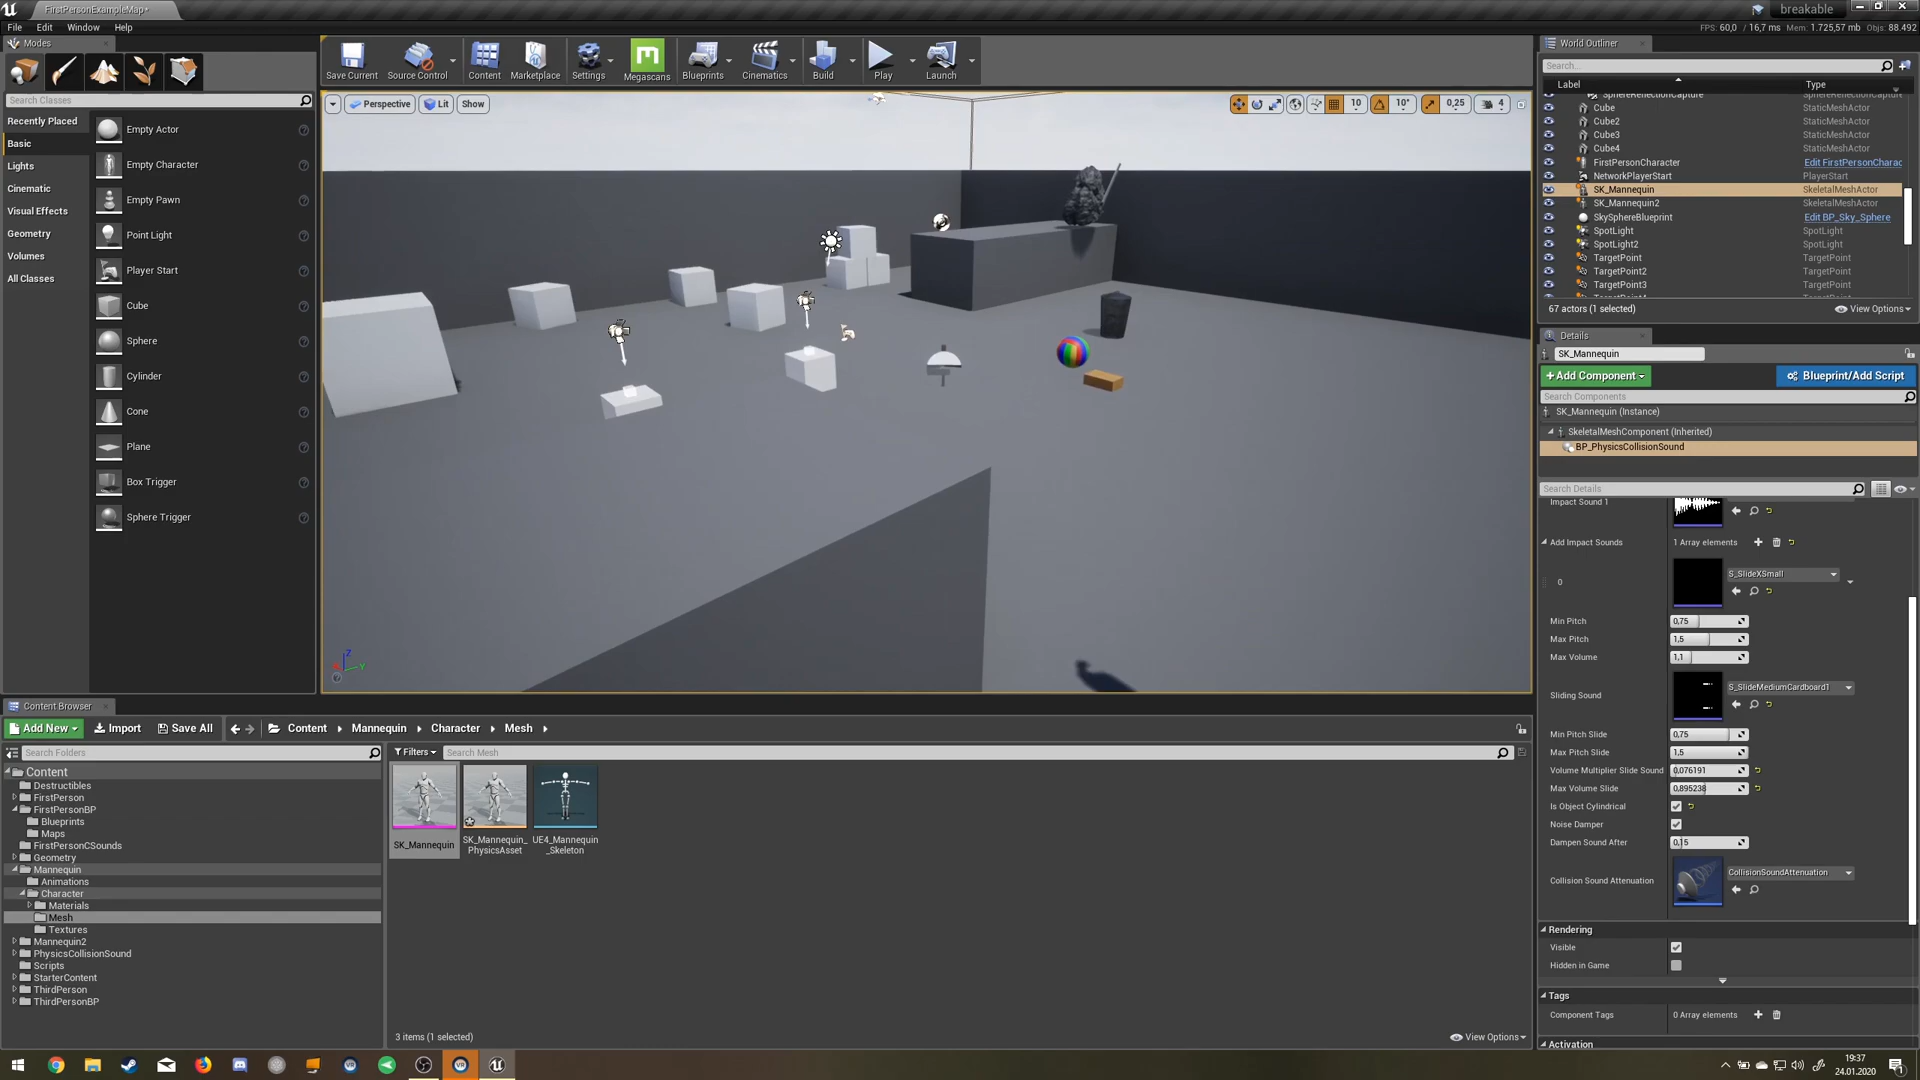 FirstPersonExampleMap*
breakable
File Edit Window Help
FPS: 60,0 / 16,7 ms Mem: 1.725,57 mb Objs: 88.492
Modes
Search Classes
Recently Placed
Basic
Lights
Cinematic
Visual Effects
Geometry
Volumes
All Classes
Empty Actor
Empty Character
Empty Pawn
Point Light
Player Start
Cube
Sphere
Cylinder
Cone
Plane
Box Trigger
Sphere Trigger
Save Current Source Control Content Marketplace Settings Megascans Blueprints Cinematics Build Play Launch
Perspective Lit Show
10 10° 0,25 4
Z
Y
World Outliner
Search...
Label Type
SphereReflectionCapture SphereReflectionCapture
Cube StaticMeshActor
Cube2 StaticMeshActor
Cube3 StaticMeshActor
Cube4 StaticMeshActor
FirstPersonCharacter Edit FirstPersonCharac
NetworkPlayerStart PlayerStart
SK_Mannequin SkeletalMeshActor
SK_Mannequin2 SkeletalMeshActor
SkySphereBlueprint Edit BP_Sky_Sphere
SpotLight SpotLight
SpotLight2 SpotLight
TargetPoint TargetPoint
TargetPoint2 TargetPoint
TargetPoint3 TargetPoint
67 actors (1 selected) View Options
Details
SK_Mannequin
+Add Component Blueprint/Add Script
Search Components
SK_Mannequin (Instance)
SkeletalMeshComponent (Inherited)
BP_PhysicsCollisionSound
Search Details
Impact Sound 1
Add Impact Sounds 1 Array elements
0 S_SlideXSmall
Min Pitch 0,75
Max Pitch 1,5
Max Volume 1,1
Sliding Sound S_SlideMediumCardboard1
Min Pitch Slide 0,75
Max Pitch Slide 1,5
Volume Multiplier Slide Sound 0,076191
Max Volume Slide 0,895238
Is Object Cylindrical
Noise Damper
Dampen Sound After 0,15
Collision Sound Attenuation CollisionSoundAttenuation
Rendering
Visible
Hidden in Game
Tags
Component Tags 0 Array elements
Activation
Content Browser
Add New Import Save All Content Mannequin Character Mesh
Search Folders
Filters Search Mesh
Content
Destructibles
FirstPerson
FirstPersonBP
Blueprints
Maps
FirstPersonCSounds
Geometry
Mannequin
Animations
Character
Materials
Mesh
Textures
Mannequin2
PhysicsCollisionSound
Scripts
StarterContent
ThirdPerson
ThirdPersonBP
SK_Mannequin
SK_Mannequin_
PhysicsAsset
UE4_Mannequin
_Skeleton
3 items (1 selected) View Options
19:37
24.01.2020